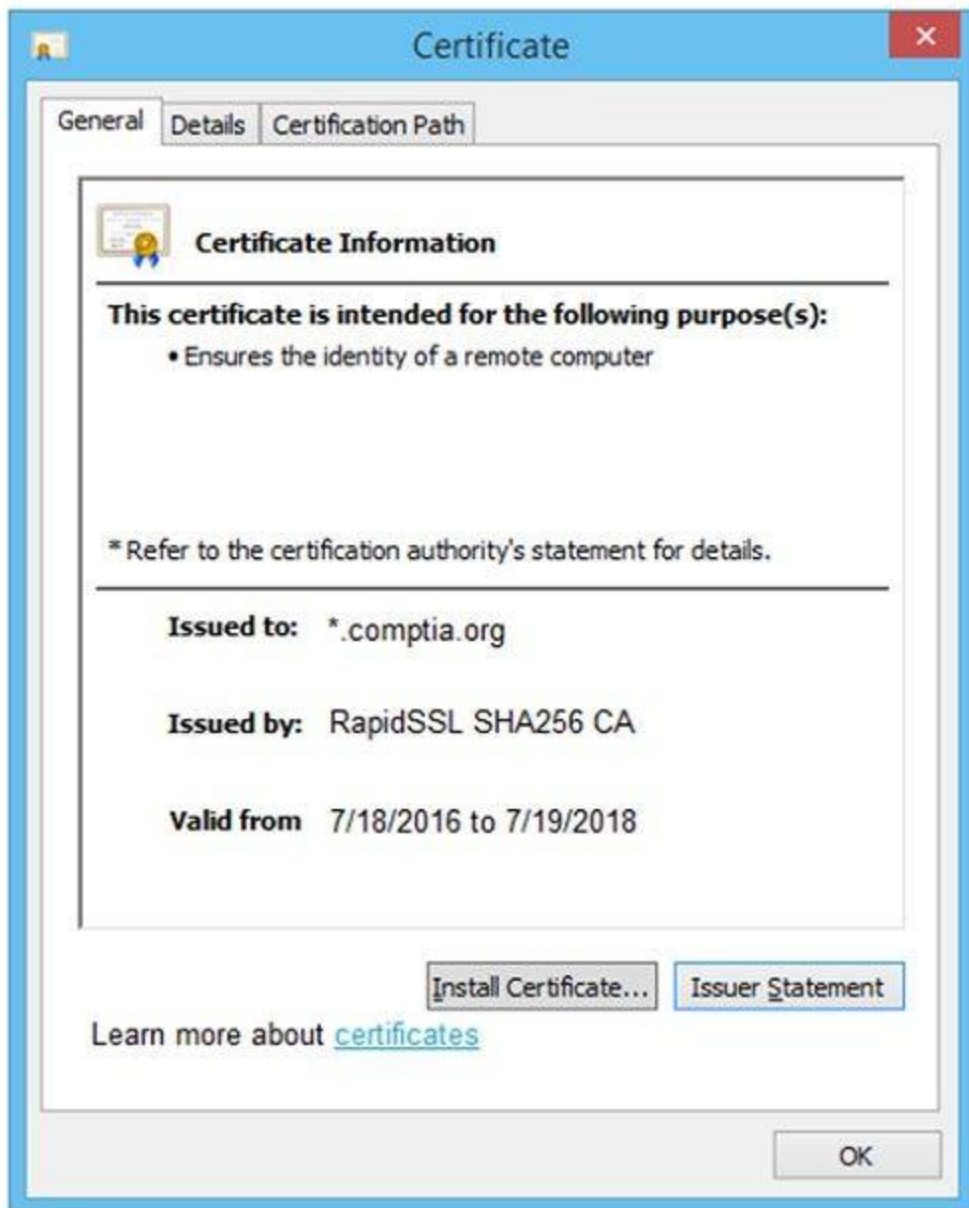 Certificate
General Details Certification Path
Certificate Information
This certificate is intended for the following purpose(s):
• Ensures the identity of a remote computer
* Refer to the certification authority's statement for details.
Issued to: *.comptia.org
Issued by: RapidSSL SHA256 CA
Valid from 7/18/2016 to 7/19/2018
Install Certificate... Issuer Statement
Learn more about certificates
OK